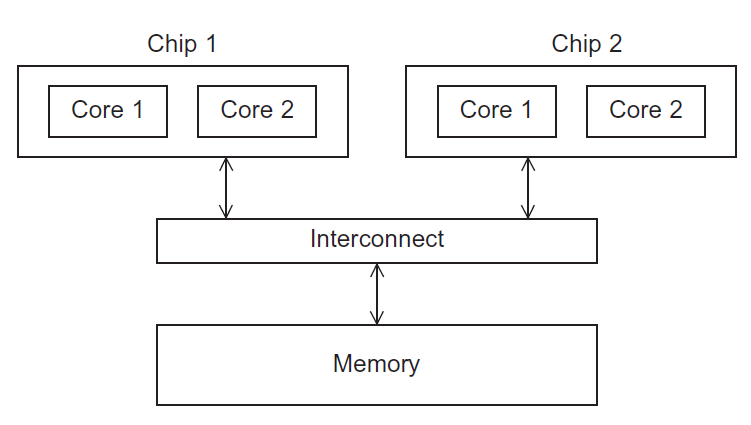 Chip 1
Chip 2
Core 1
Core 2
Core 1
Core 2
Interconnect
Memory